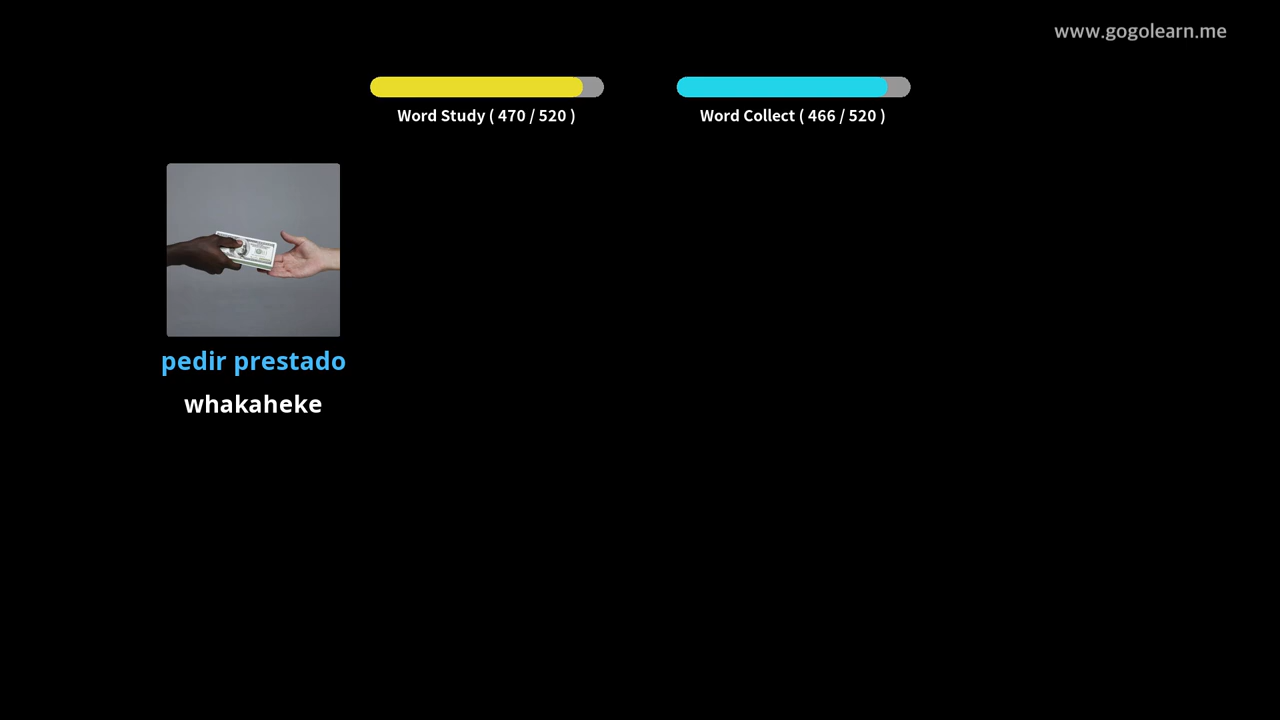 www.gogolearn.me
Word Study ( 470 / 520 )
Word Collect ( 466 / 520 )
pedir prestado
whakaheke